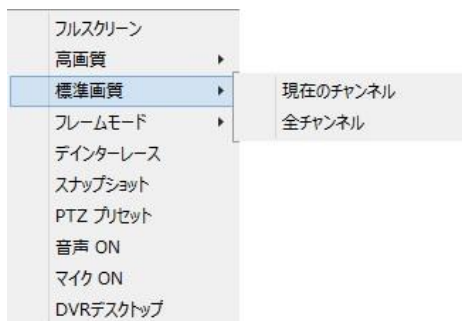 フルスクリーン
高画質
標準画質
フレームモード
デインターレース
スナップショット
PTZ プリセット
音声 ON
マイク ON
DVRデスクトップ
現在のチャンネル
全チャンネル